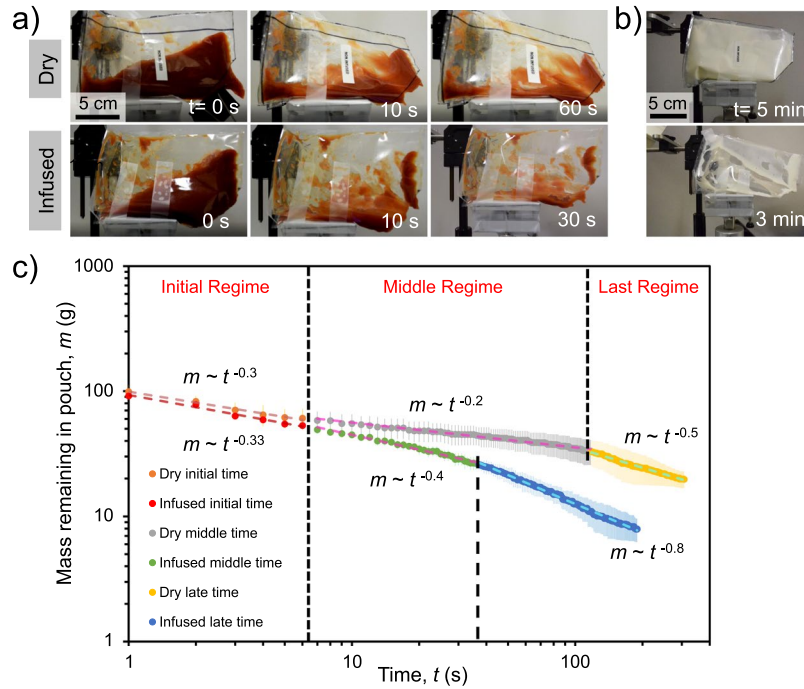 a)
b)
Dry
5 cm
t= 0 s
10 s
60 s
5 cm
t= 5 min
Infused
0 s
10 s
30 s
3 min
c)
Initial Regime
Middle Regime
Last Regime
Mass remaining in pouch, m (g)
1000
100
10
1
m ~ t^-0.3
m ~ t^-0.33
m ~ t^-0.2
m ~ t^-0.4
m ~ t^-0.5
m ~ t^-0.8
Dry initial time
Infused initial time
Dry middle time
Infused middle time
Dry late time
Infused late time
1
10
100
Time, t (s)